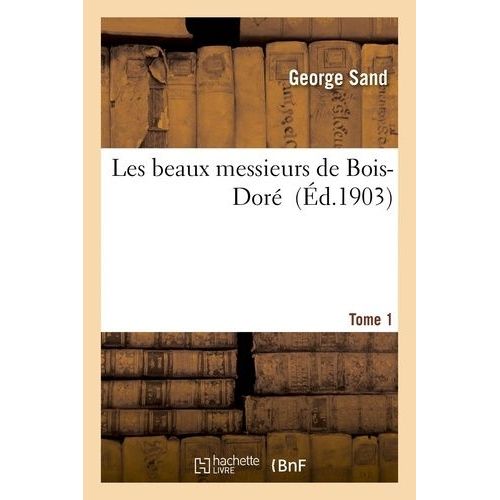 George Sand
Les beaux messieurs de Bois-
Doré (Éd.1903)
Tome 1
hachette
LIVRE
{BnF